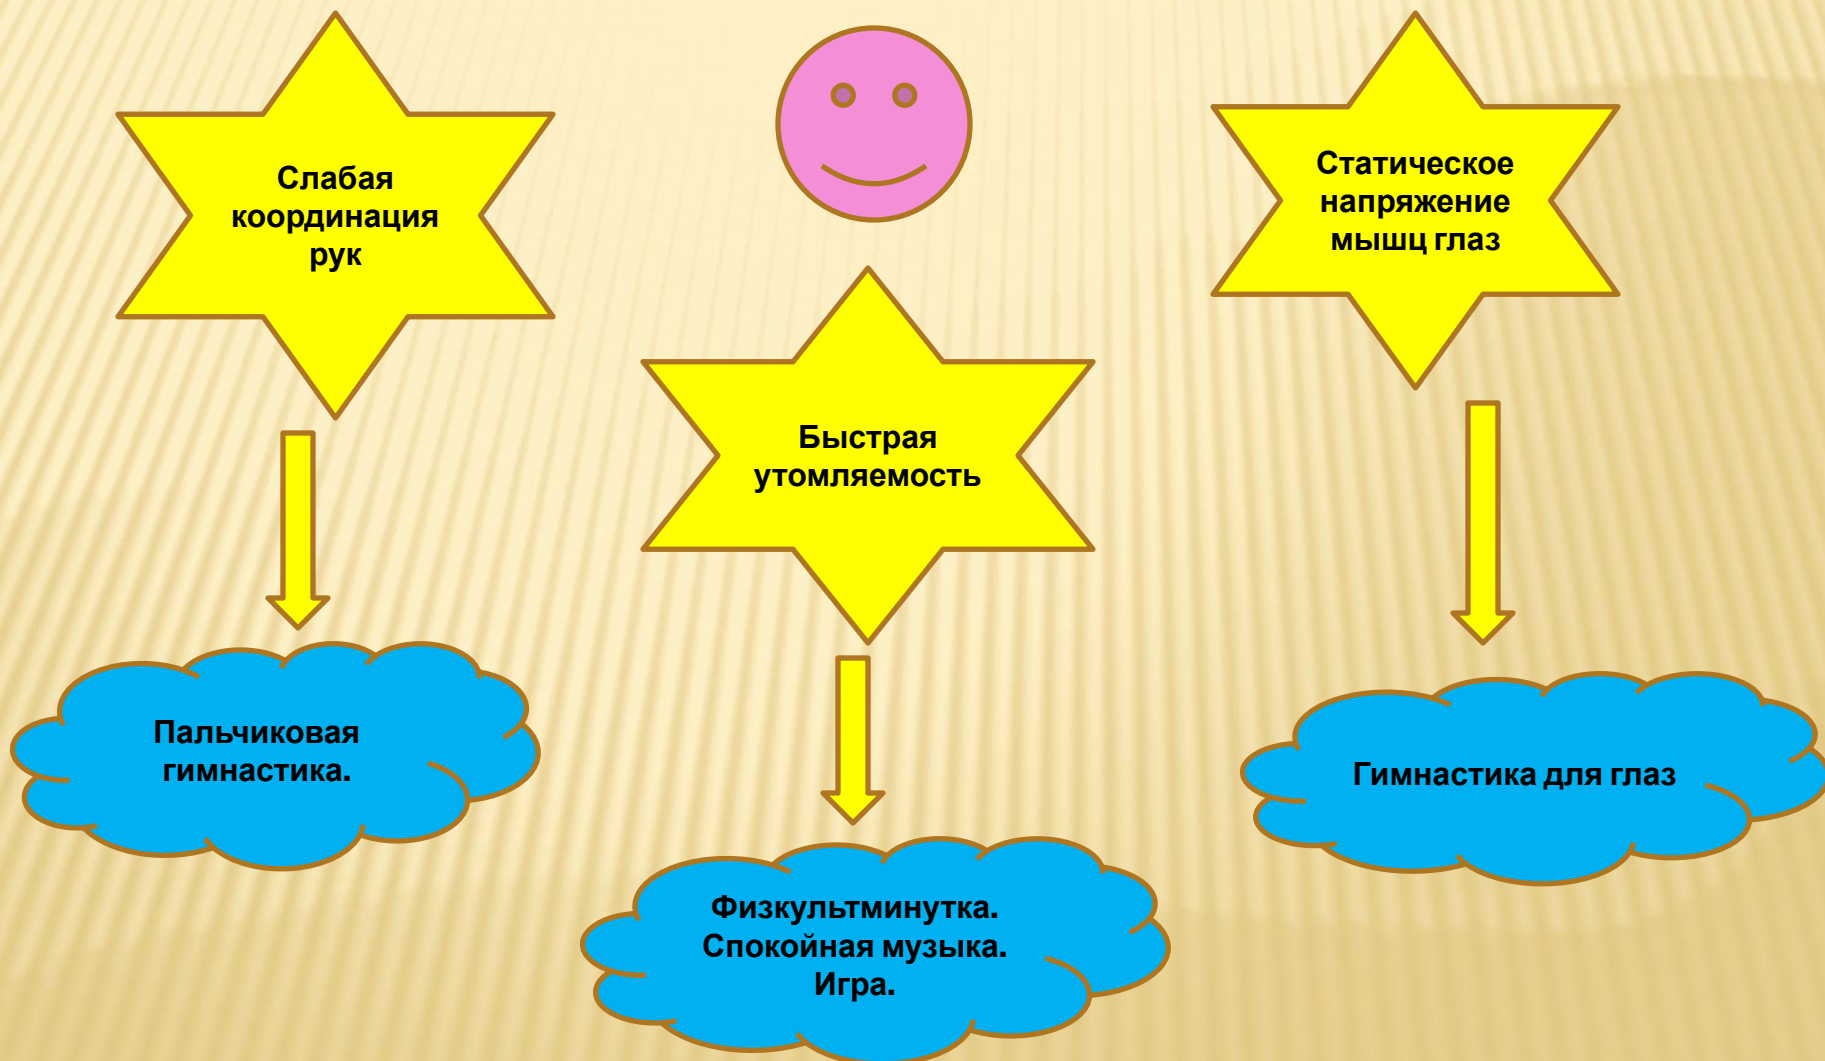 Слабая
координация
рук
Статическое
напряжение
мышц глаз
Быстрая
утомляемость
Пальчиковая
гимнастика.
Гимнастика для глаз
Физкультминутка.
Спокойная музыка.
Игра.